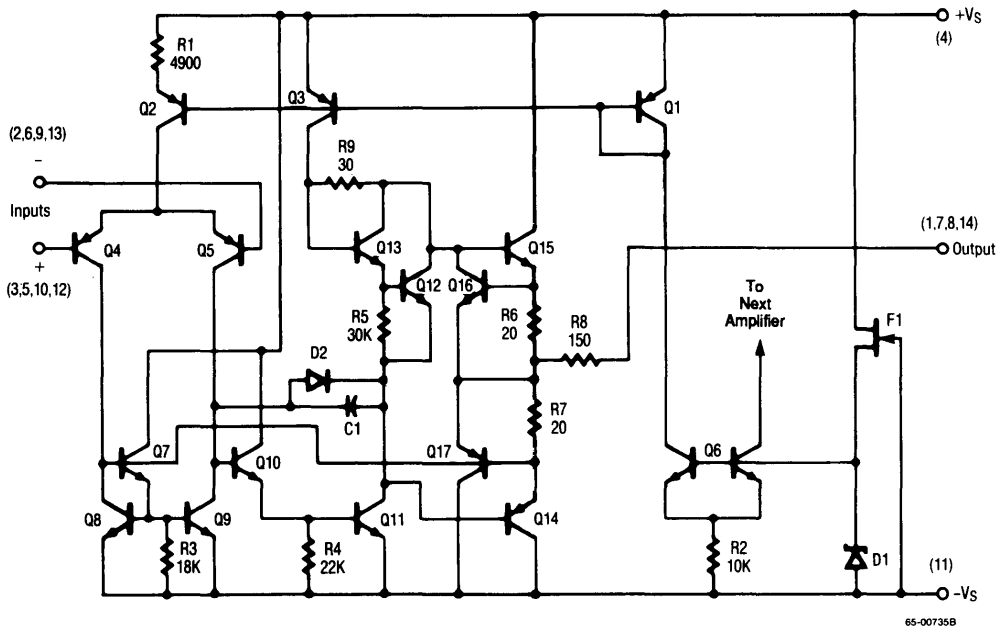 +VS
(4)
R1
4900
Q2
Q3
Q1
(2,6,9,13)
–
R9
30
Inputs
Q4
Q5
Q13
Q15
(1,7,8,14)
Output
+
(3,5,10,12)
Q12
Q16
To
Next
Amplifier
R5
30K
R6
20
R8
150
F1
D2
C1
R7
20
Q7
Q10
Q17
Q6
Q8
Q9
Q11
Q14
R3
18K
R4
22K
R2
10K
D1
(11)
–VS
65-00735B